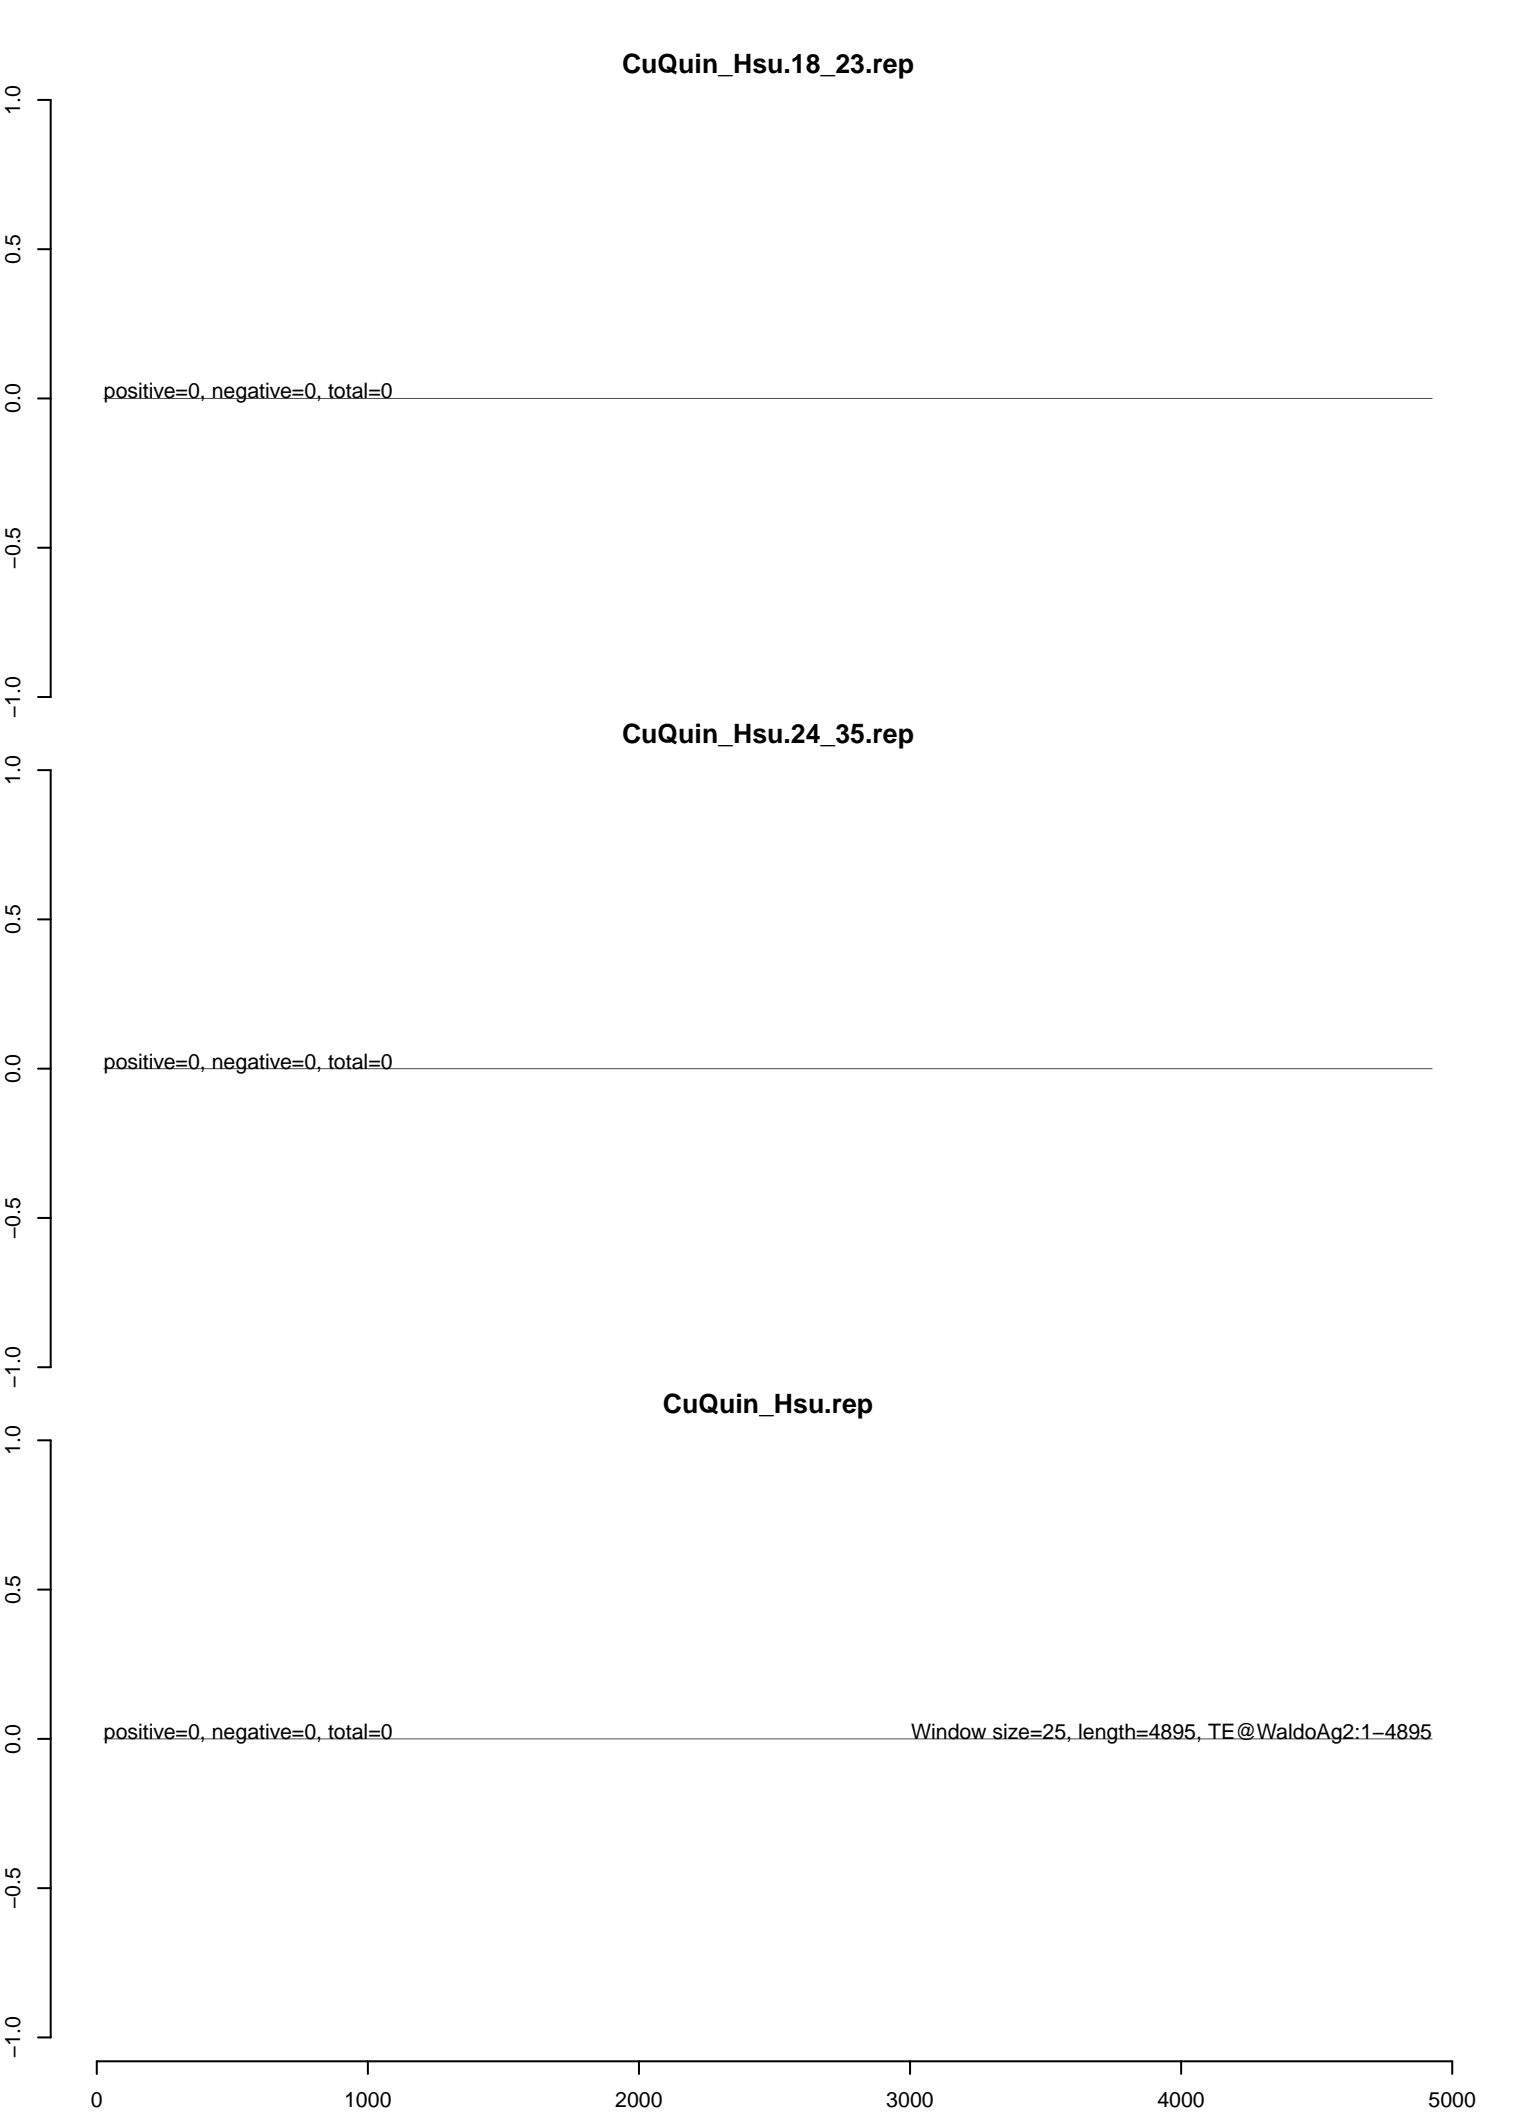 CuQuin_Hsu.18_23.rep
1.0
0.5
0.0
−0.5
−1.0
positive=0, negative=0, total=0
CuQuin_Hsu.24_35.rep
1.0
0.5
0.0
−0.5
−1.0
positive=0, negative=0, total=0
CuQuin_Hsu.rep
1.0
0.5
0.0
−0.5
−1.0
positive=0, negative=0, total=0
Window size=25, length=4895, TE@WaldoAg2:1−4895
0 1000 2000 3000 4000 5000